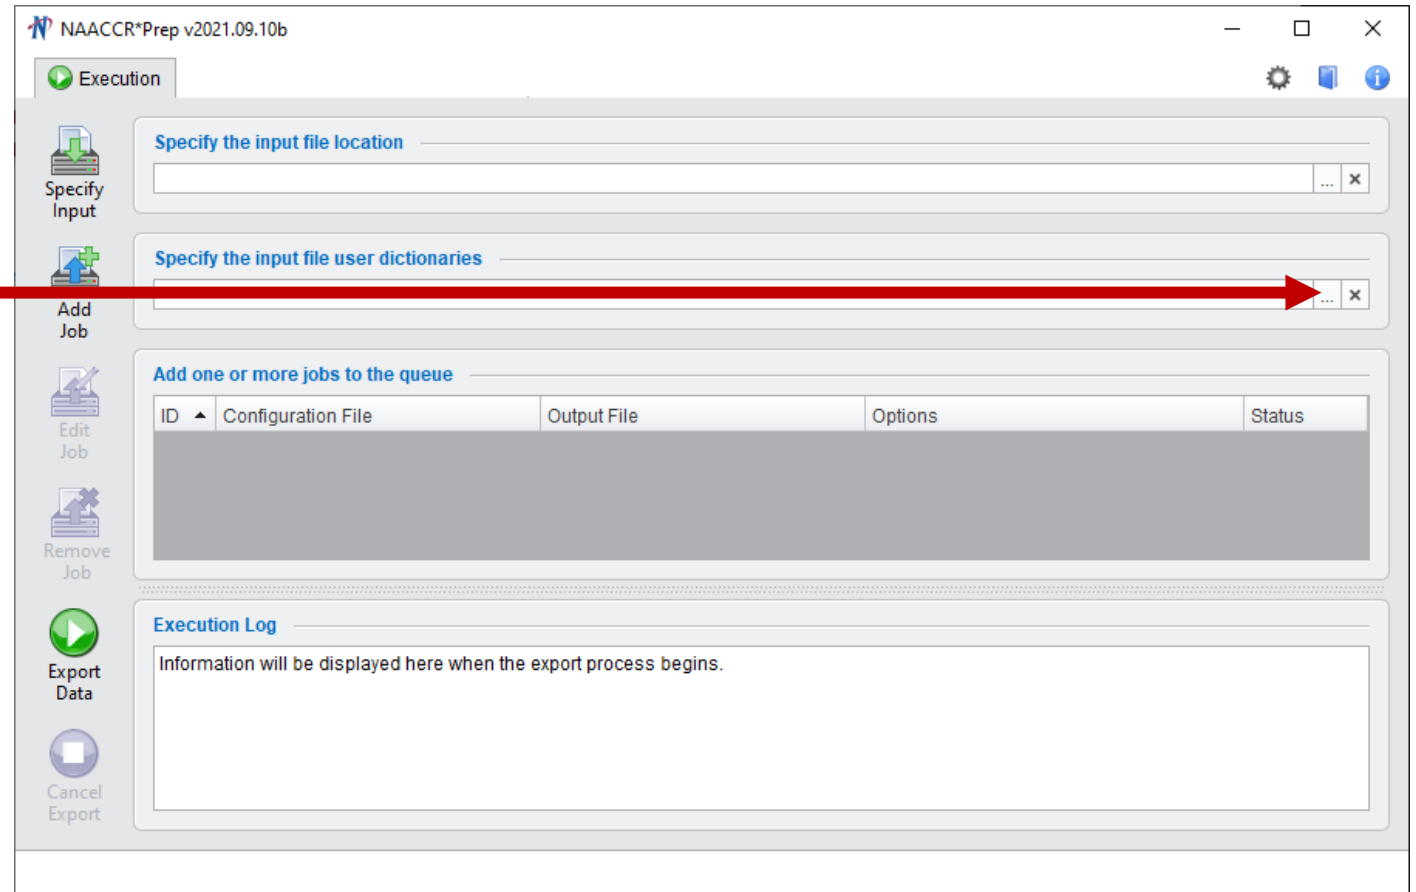 NAACCR*Prep v2021.09.10b
Execution
Specify the input file location
...
Specify
Input
Specify the input file user dictionaries
...
Add
Job
Add one or more jobs to the queue
ID Configuration File Output File Options Status
Edit
Job
Remove
Job
Execution Log
Information will be displayed here when the export process begins.
Export
Data
Cancel
Export